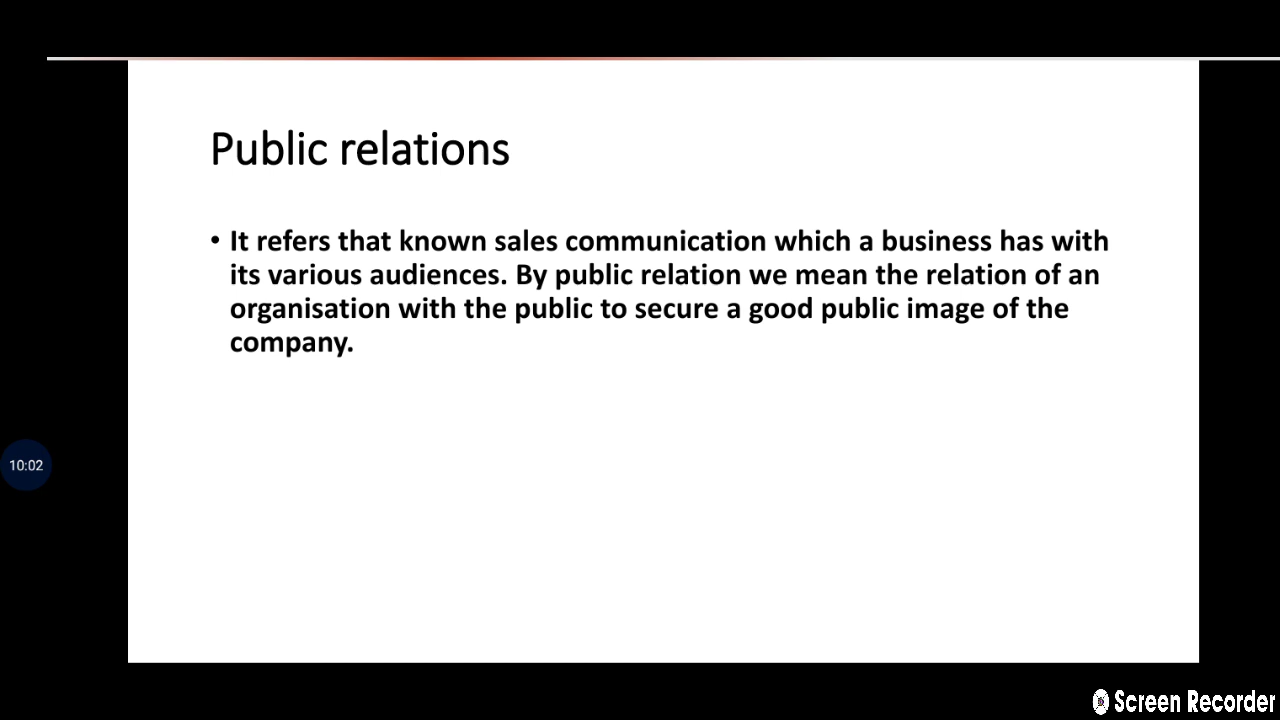 Public relations
• It refers that known sales communication which a business has with
its various audiences. By public relation we mean the relation of an
organisation with the public to secure a good public image of the
company.
10:02
Screen Recorder